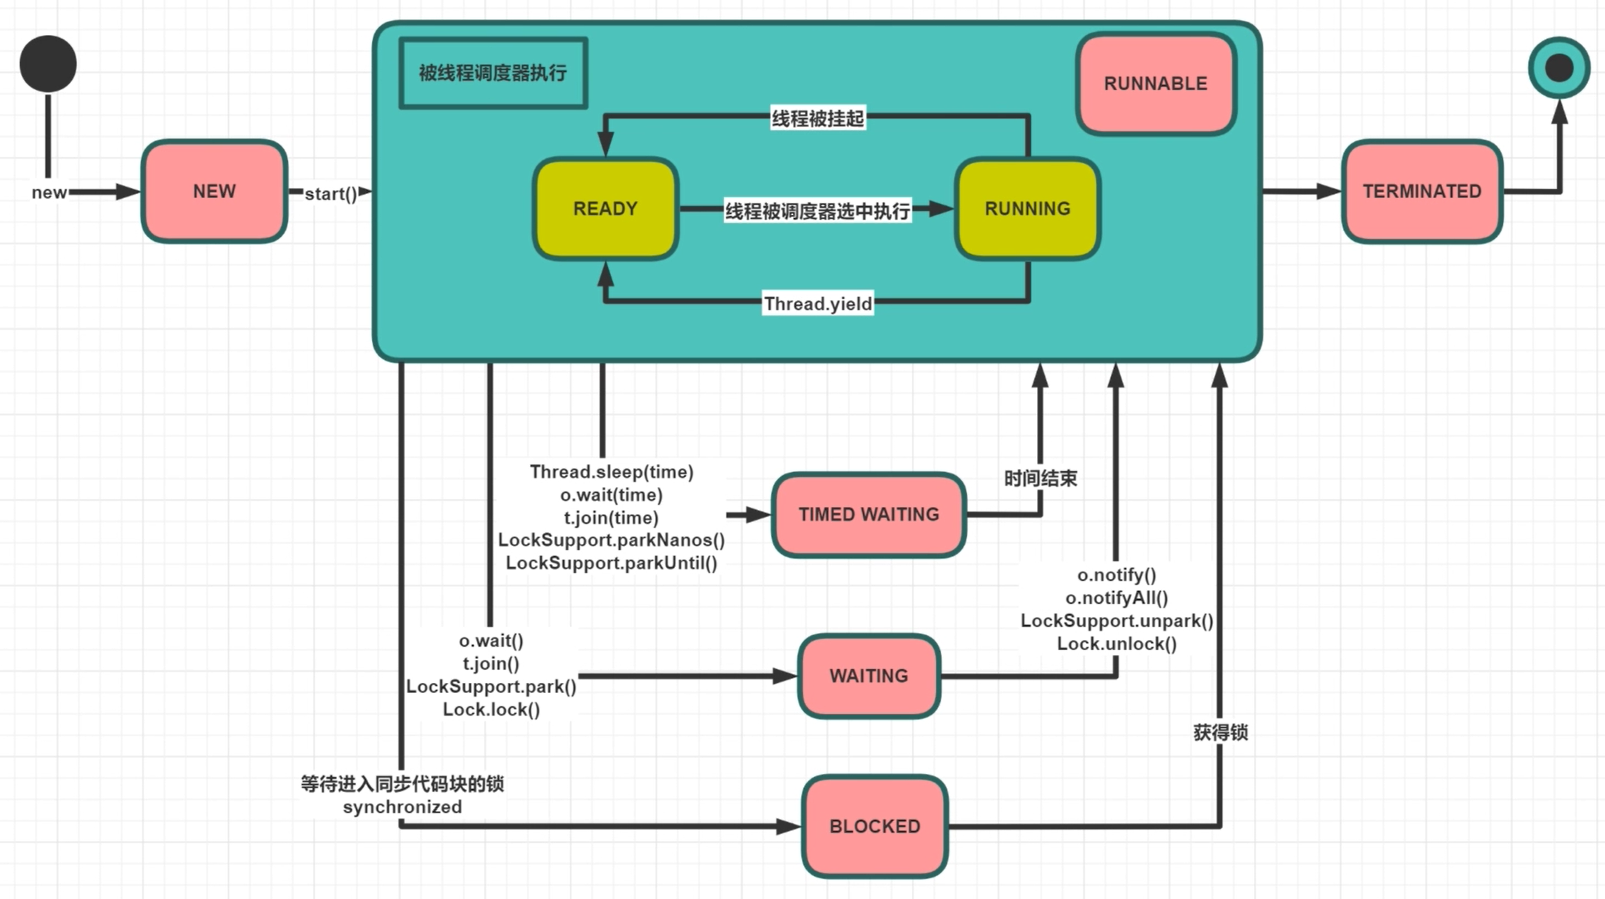 被线程调度器执行
RUNNABLE
线程被挂起
new
NEW
start()
READY
线程被调度器选中执行
RUNNING
TERMINATED
Thread.yield
Thread.sleep(time)
o.wait(time)
t.join(time)
LockSupport.parkNanos()
LockSupport.parkUntil()
TIMED WAITING
时间结束
o.notify()
o.notifyAll()
LockSupport.unpark()
Lock.unlock()
o.wait()
t.join()
LockSupport.park()
Lock.lock()
WAITING
获得锁
等待进入同步代码块的锁
synchronized
BLOCKED